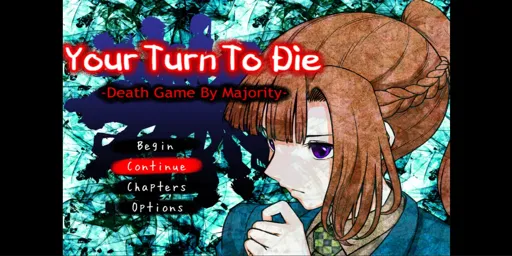 Your Turn To Die
-Death Game By Majority-
Begin
Continue
Chapters
Options